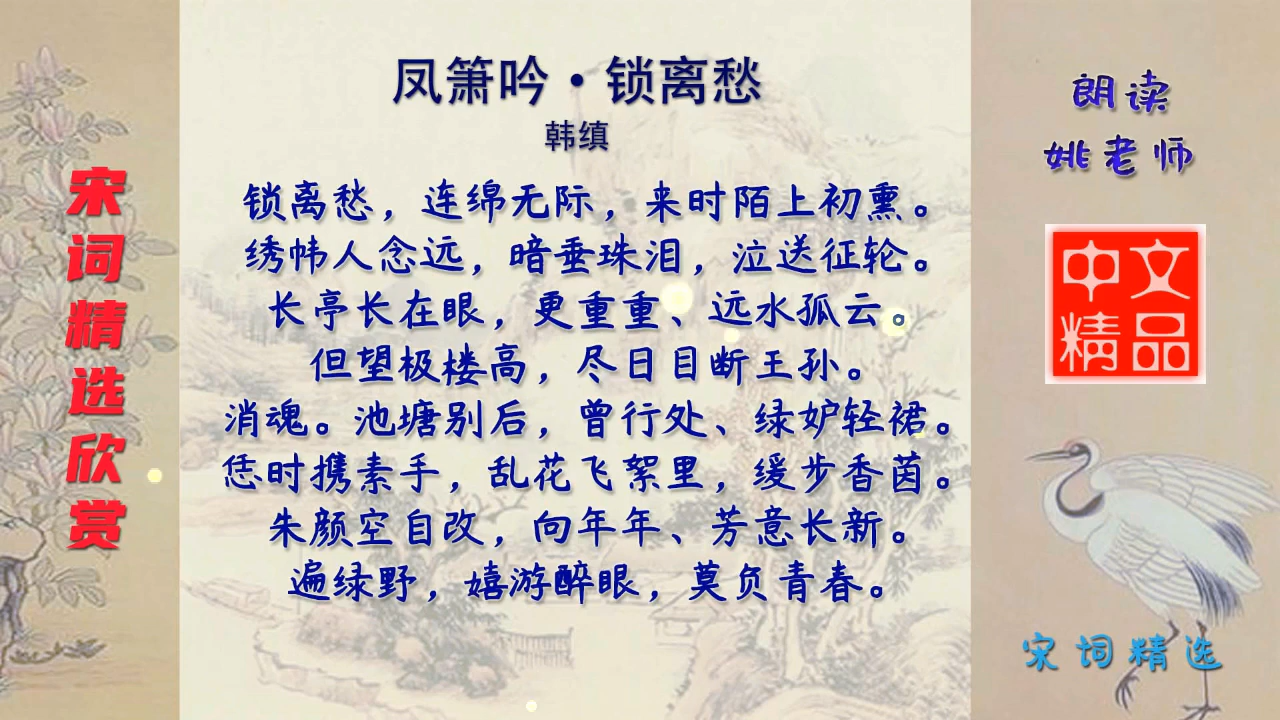 宋词精选欣赏
凤箫吟·锁离愁
韩缜
锁离愁，连绵无际，来时陌上初熏。
绣帏人念远，暗垂珠泪，泣送征轮。
长亭长在眼，更重重、远水孤云。
但望极楼高，尽日目断王孙。
消魂。池塘别后，曾行处、绿妒轻裙。
恁时携素手，乱花飞絮里，缓步香茵。
朱颜空自改，向年年、芳意长新。
遍绿野，嬉游醉眼，莫负青春。
朗读
姚老师
中文
精品
宋词精选